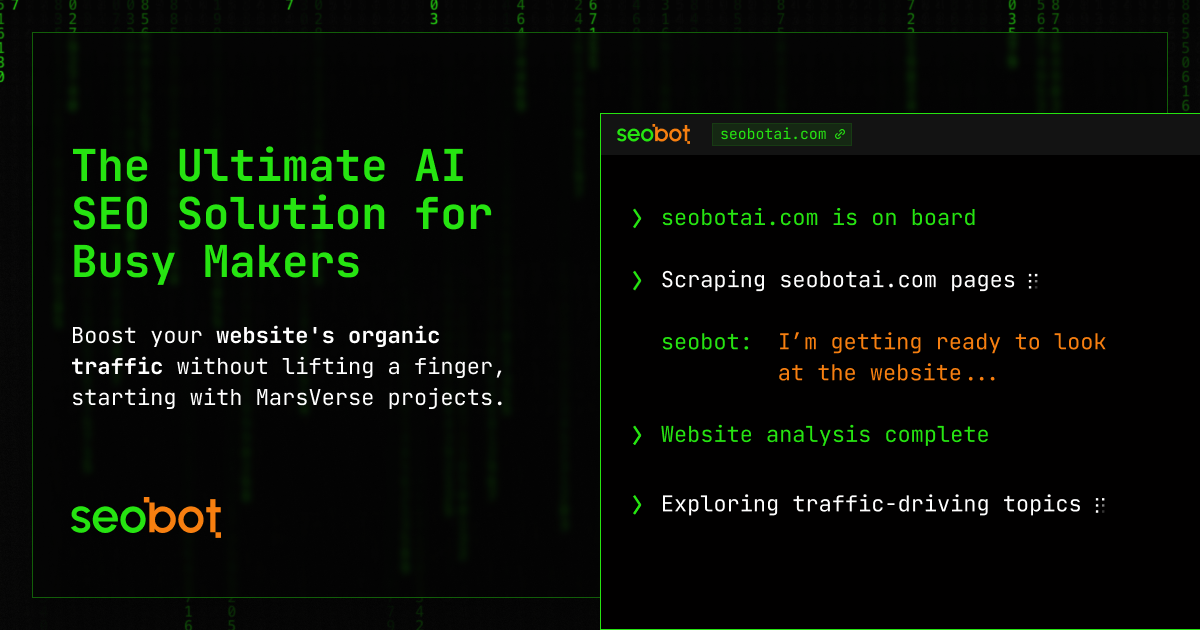 The Ultimate AI
SEO Solution for
Busy Makers
Boost your website's organic
traffic without lifting a finger,
starting with MarsVerse projects.
seobot
seobot
seobotai.com
seobotai.com is on board
Scraping seobotai.com pages
seobot: I’m getting ready to look
at the website...
Website analysis complete
Exploring traffic-driving topics